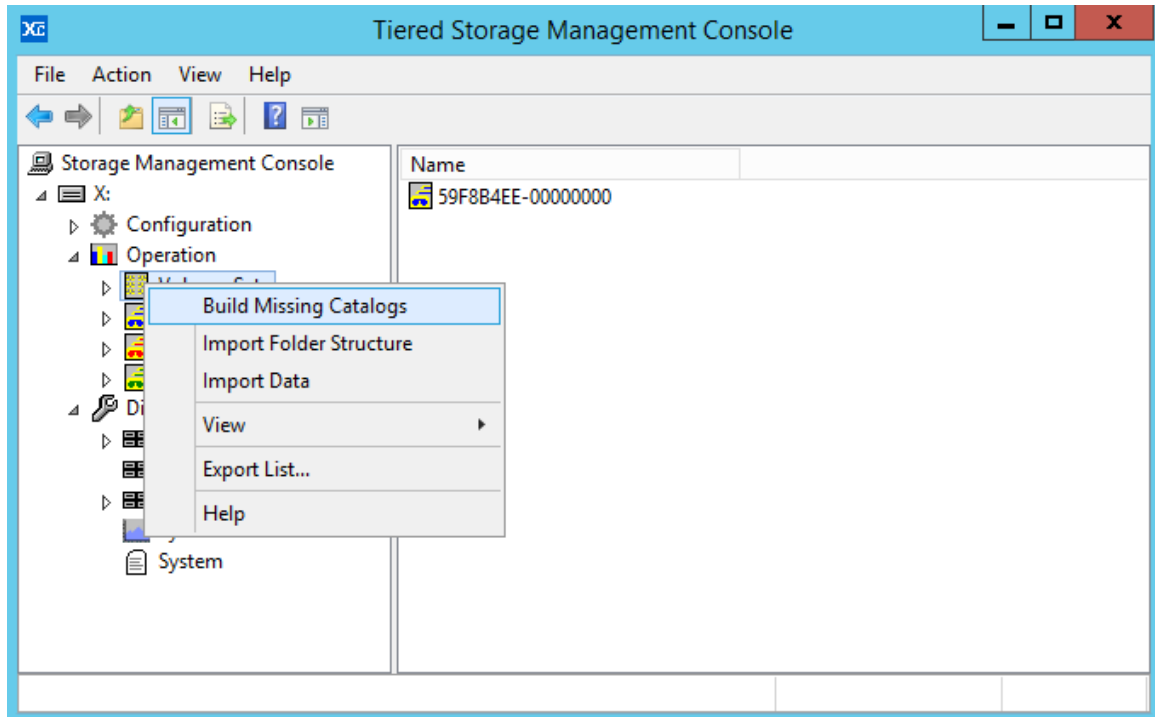 Tiered Storage Management Console
File Action View Help
Storage Management Console
Name
X:
59F8B4EE-00000000
Configuration
Operation
Build Missing Catalogs
Import Folder Structure
Import Data
Di
View
Export List...
Help
System